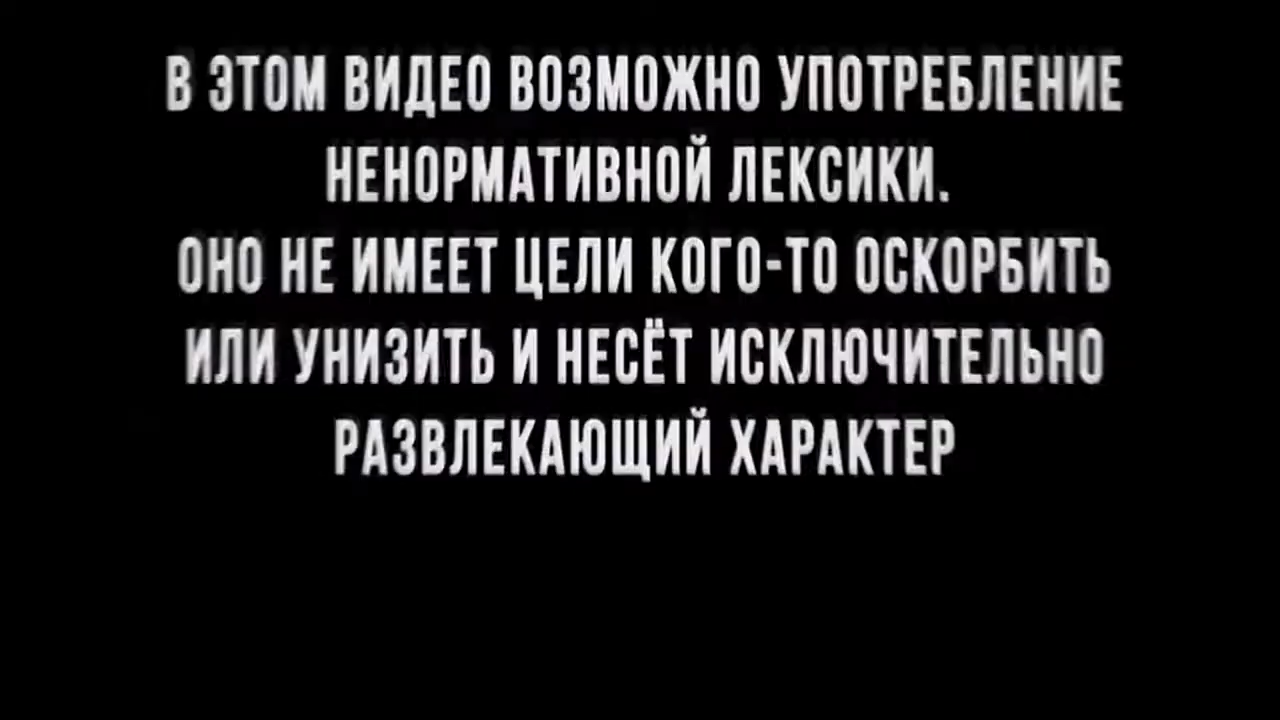 В ЭТОМ ВИДЕО ВОЗМОЖНО УПОТРЕБЛЕНИЕ
НЕНОРМАТИВНОЙ ЛЕКСИКИ.
ОНО НЕ ИМЕЕТ ЦЕЛИ КОГО-ТО ОСКОРБИТЬ
ИЛИ УНИЗИТЬ И НЕСЁТ ИСКЛЮЧИТЕЛЬНО
РАЗВЛЕКАЮЩИЙ ХАРАКТЕР